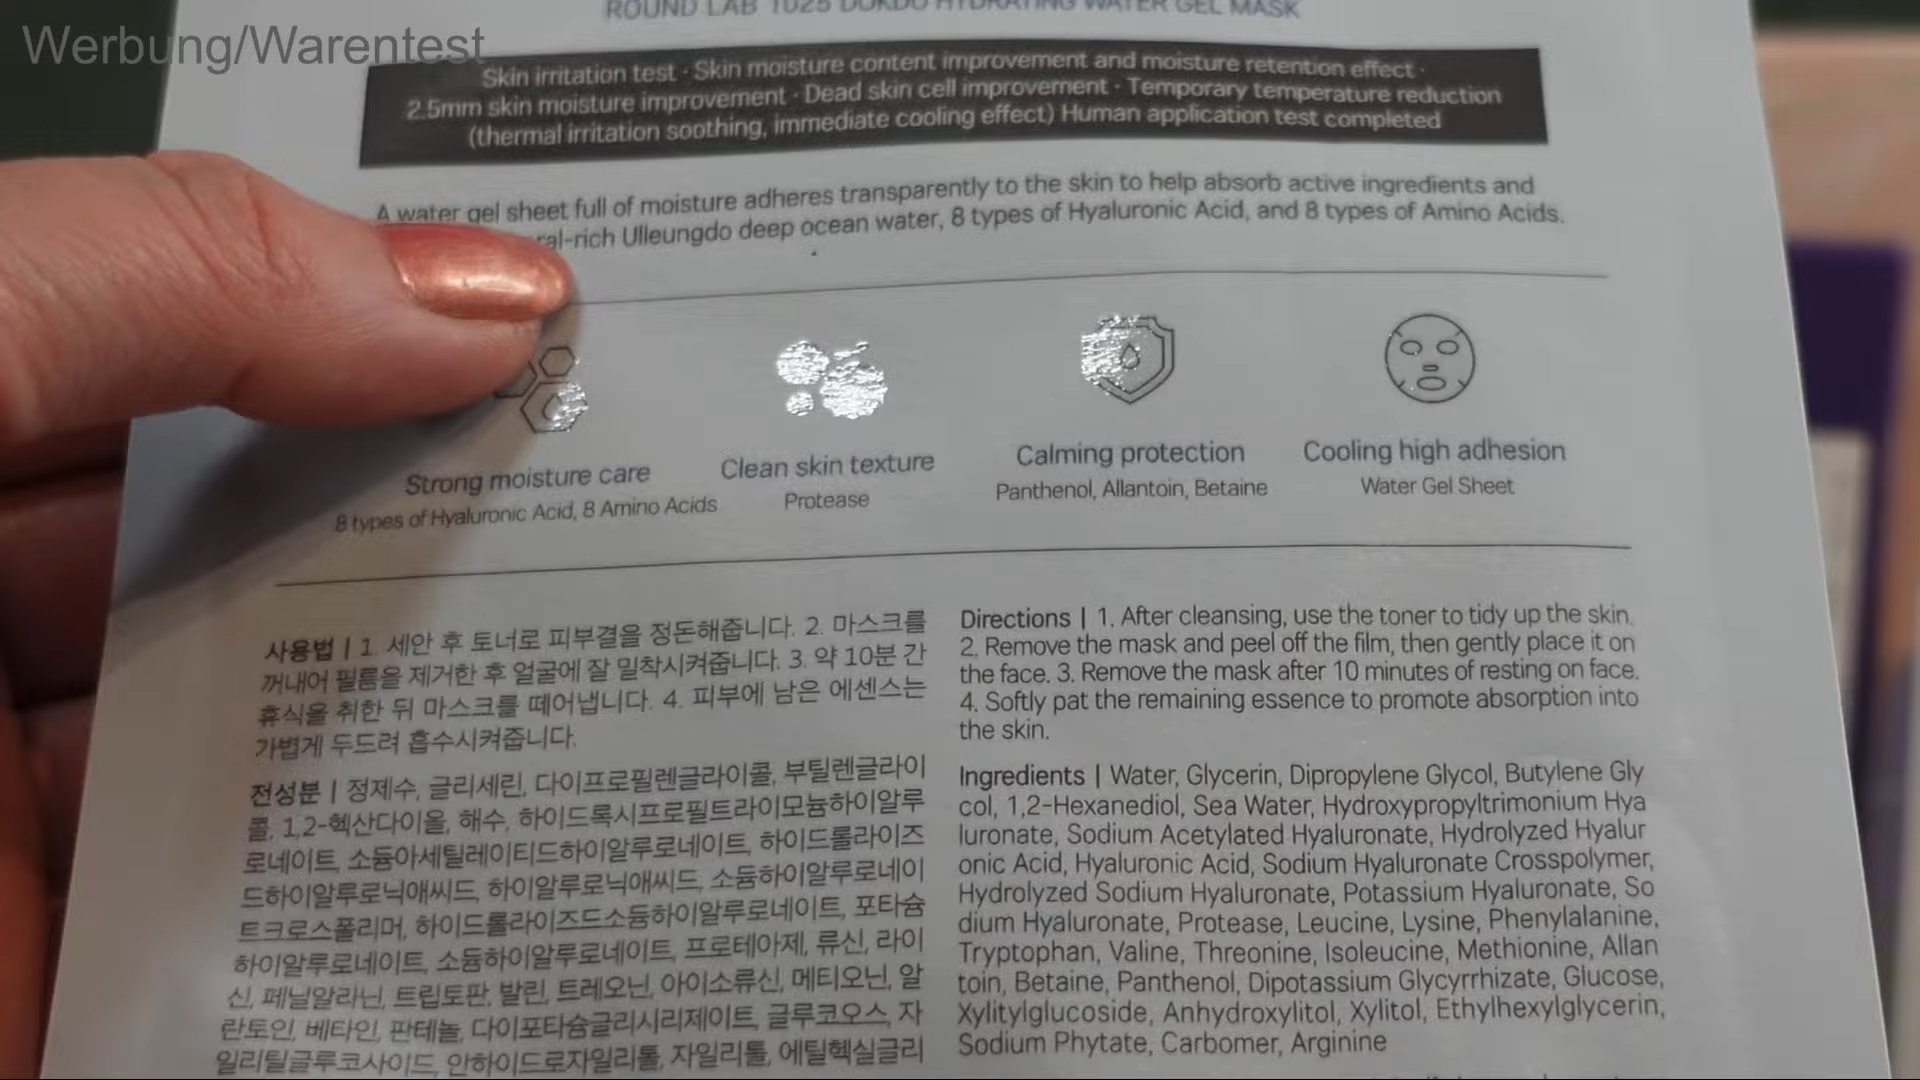 Werbung/Warentest
ROUND LAB 1025 DOKDO HYDRATING WATER GEL MASK
Skin irritation test · Skin moisture content improvement and moisture retention effect ·
2.5mm skin moisture improvement · Dead skin cell improvement · Temporary temperature reduction
(thermal irritation soothing, immediate cooling effect) Human application test completed
A water gel sheet full of moisture adheres transparently to the skin to help absorb active ingredients and
ral-rich Ulleungdo deep ocean water, 8 types of Hyaluronic Acid, and 8 types of Amino Acids.
Strong moisture care
8 types of Hyaluronic Acid, 8 Amino Acids
Clean skin texture
Protease
Calming protection
Panthenol, Allantoin, Betaine
Cooling high adhesion
Water Gel Sheet
사용법 | 1. 세안 후 토너로 피부결을 정돈해줍니다. 2. 마스크를
꺼내어 필름을 제거한 후 얼굴에 잘 밀착시켜줍니다. 3. 약 10분 간
휴식을 취한 뒤 마스크를 떼어냅니다. 4. 피부에 남은 에센스는
가볍게 두드려 흡수시켜줍니다.
전성분 | 정제수, 글리세린, 다이프로필렌글라이콜, 부틸렌글라이
콜, 1,2-헥산다이올, 해수, 하이드록시프로필트라이모늄하이알루
로네이트, 소듐아세틸레이티드하이알루로네이트, 하이드롤라이즈
드하이알루로닉애씨드, 하이알루로닉애씨드, 소듐하이알루로네이
트크로스폴리머, 하이드롤라이즈드소듐하이알루로네이트, 포타슘
하이알루로네이트, 소듐하이알루로네이트, 프로테아제, 류신, 라이
신, 페닐알라닌, 트립토판, 발린, 트레오닌, 아이소류신, 메티오닌, 알
란토인, 베타인, 판테놀, 다이포타슘글리시리제이트, 글루코오스, 자
일리틸글루코사이드, 안하이드로자일리톨, 자일리톨, 에틸헥실글리
Directions | 1. After cleansing, use the toner to tidy up the skin.
2. Remove the mask and peel off the film, then gently place it on
the face. 3. Remove the mask after 10 minutes of resting on face.
4. Softly pat the remaining essence to promote absorption into
the skin.
Ingredients | Water, Glycerin, Dipropylene Glycol, Butylene Gly
col, 1,2-Hexanediol, Sea Water, Hydroxypropyltrimonium Hya
luronate, Sodium Acetylated Hyaluronate, Hydrolyzed Hyalur
onic Acid, Hyaluronic Acid, Sodium Hyaluronate Crosspolymer,
Hydrolyzed Sodium Hyaluronate, Potassium Hyaluronate, So
dium Hyaluronate, Protease, Leucine, Lysine, Phenylalanine,
Tryptophan, Valine, Threonine, Isoleucine, Methionine, Allan
toin, Betaine, Panthenol, Dipotassium Glycyrrhizate, Glucose,
Xylitylglucoside, Anhydroxylitol, Xylitol, Ethylhexylglycerin,
Sodium Phytate, Carbomer, Arginine